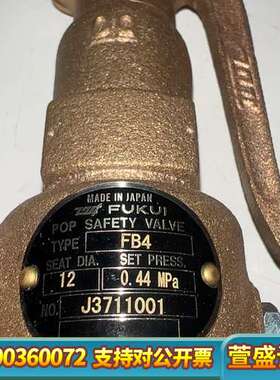 MADE IN JAPAN
FUKUI
POP SAFETY VALVE
TYPE FB4
SEAT DIA. SET PRESS.
12 0.44 MPa
NO. J3711001
00360072 支持对公开票 萱盛